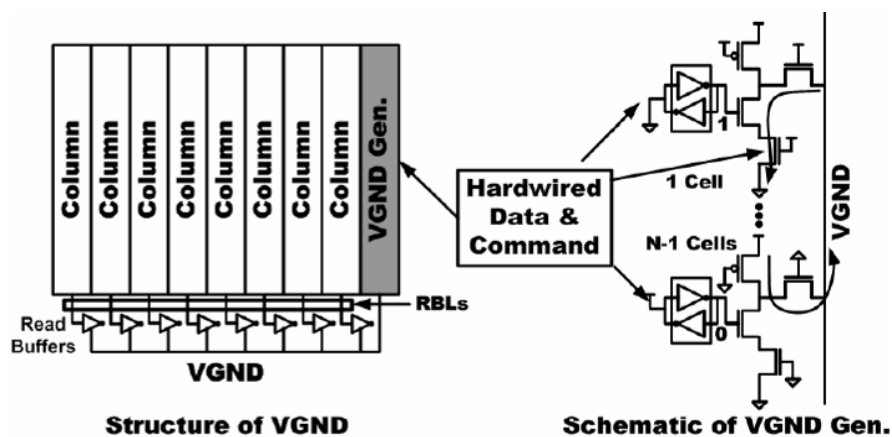 Column
Column
Column
Column
Column
Column
Column
Column
VGND Gen.
Read
Buffers
RBLs
VGND
Structure of VGND
Hardwired
Data &
Command
1
1 Cell
N-1 Cells
0
VGND
Schematic of VGND Gen.